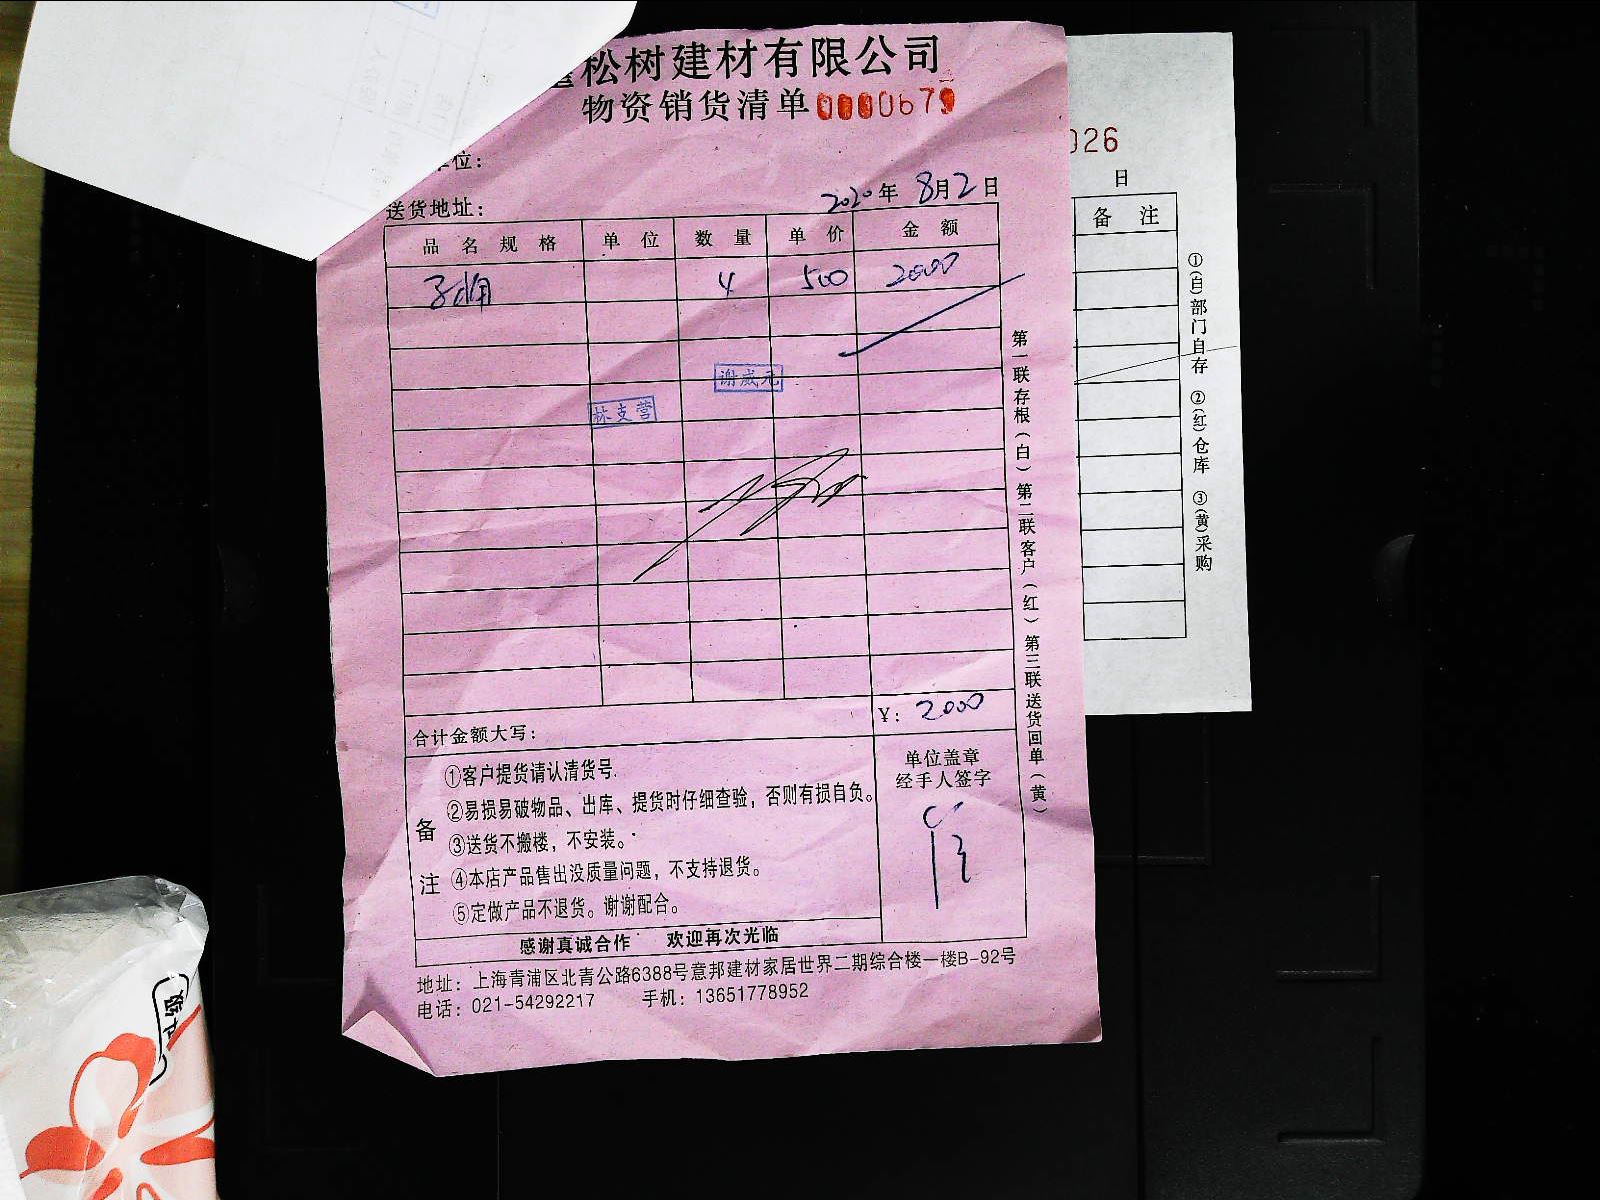 松树建材有限公司
物资销货清单 0000679
位：
送货地址： 2020年 8月2日
品名规格 单位 数量 单价 金额
4 500 2000
谢威元
林支营
¥：2000
合计金额大写：
备注
①客户提货请认清货号.
②易损易破物品、出库、提货时仔细查验，否则有损自负。
③送货不搬楼，不安装。
④本店产品售出没质量问题，不支持退货。
⑤定做产品不退货。谢谢配合。
单位盖章
经手人签字
感谢真诚合作 欢迎再次光临
地址：上海青浦区北青公路6388号意邦建材家居世界二期综合楼一楼B-92号
电话：021-54292217 手机：13651778952
第一联存根（白）第二联客户（红）第三联送货回单（黄）
026
日
备注
①（自）部门自存 ②（红）仓库 ③（黄）采购